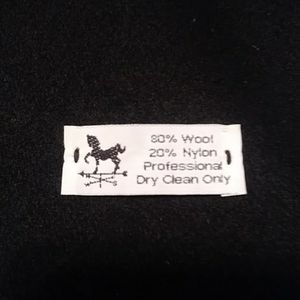 80% Wool
20% Nylon
Professional
Dry Clean Only